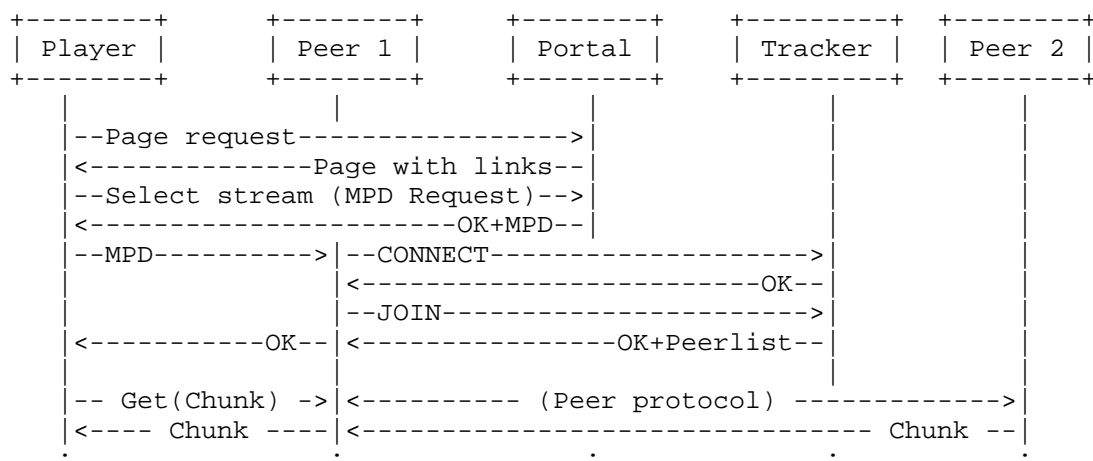 Player Peer 1 Portal Tracker Peer 2
--Page request----------------->
<--------------Page with links--
--Select stream (MPD Request)-->
<-----------------------OK+MPD--
--MPD----------> --CONNECT-------------------->
<-------------------------OK--
--JOIN----------------------->
<-----------OK-- <----------------OK+Peerlist--
-- Get(Chunk) -> <---------- (Peer protocol) ------------->
<---- Chunk ---- <-------------------------------- Chunk --